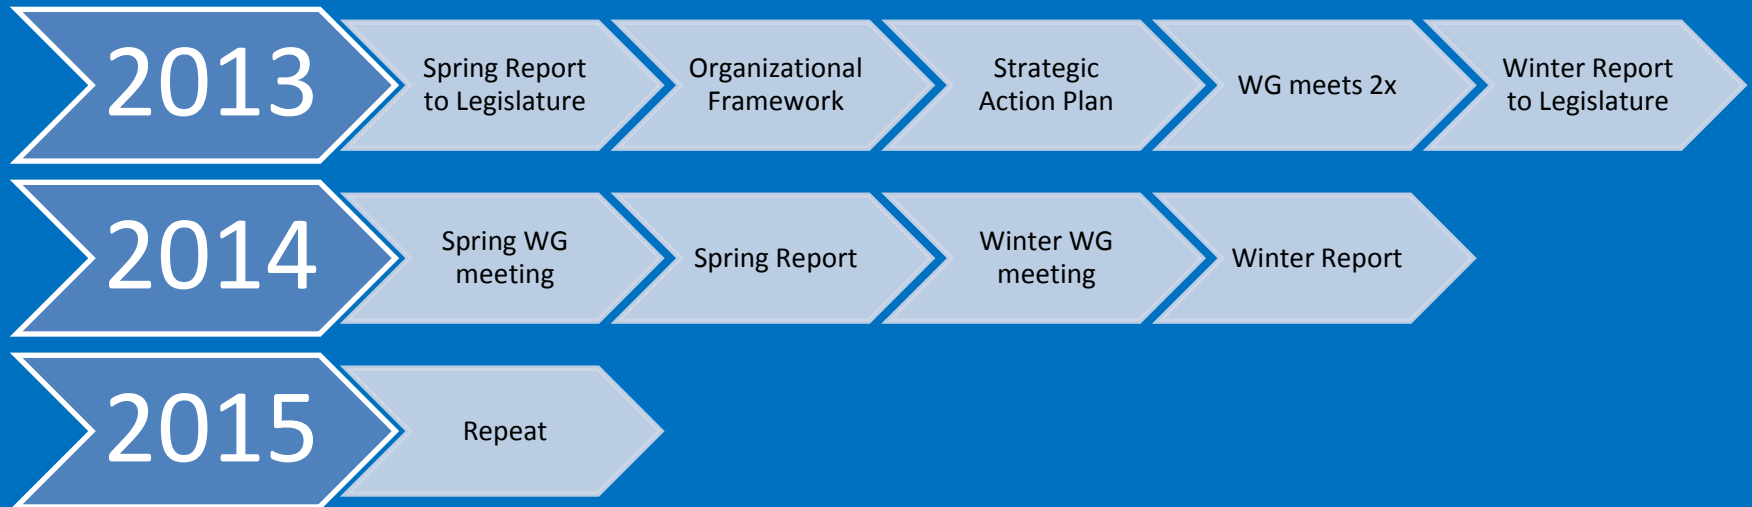 2013
Spring Report
to Legislature
Organizational
Framework
Strategic
Action Plan
WG meets 2x
Winter Report
to Legislature
2014
Spring WG
meeting
Spring Report
Winter WG
meeting
Winter Report
2015
Repeat